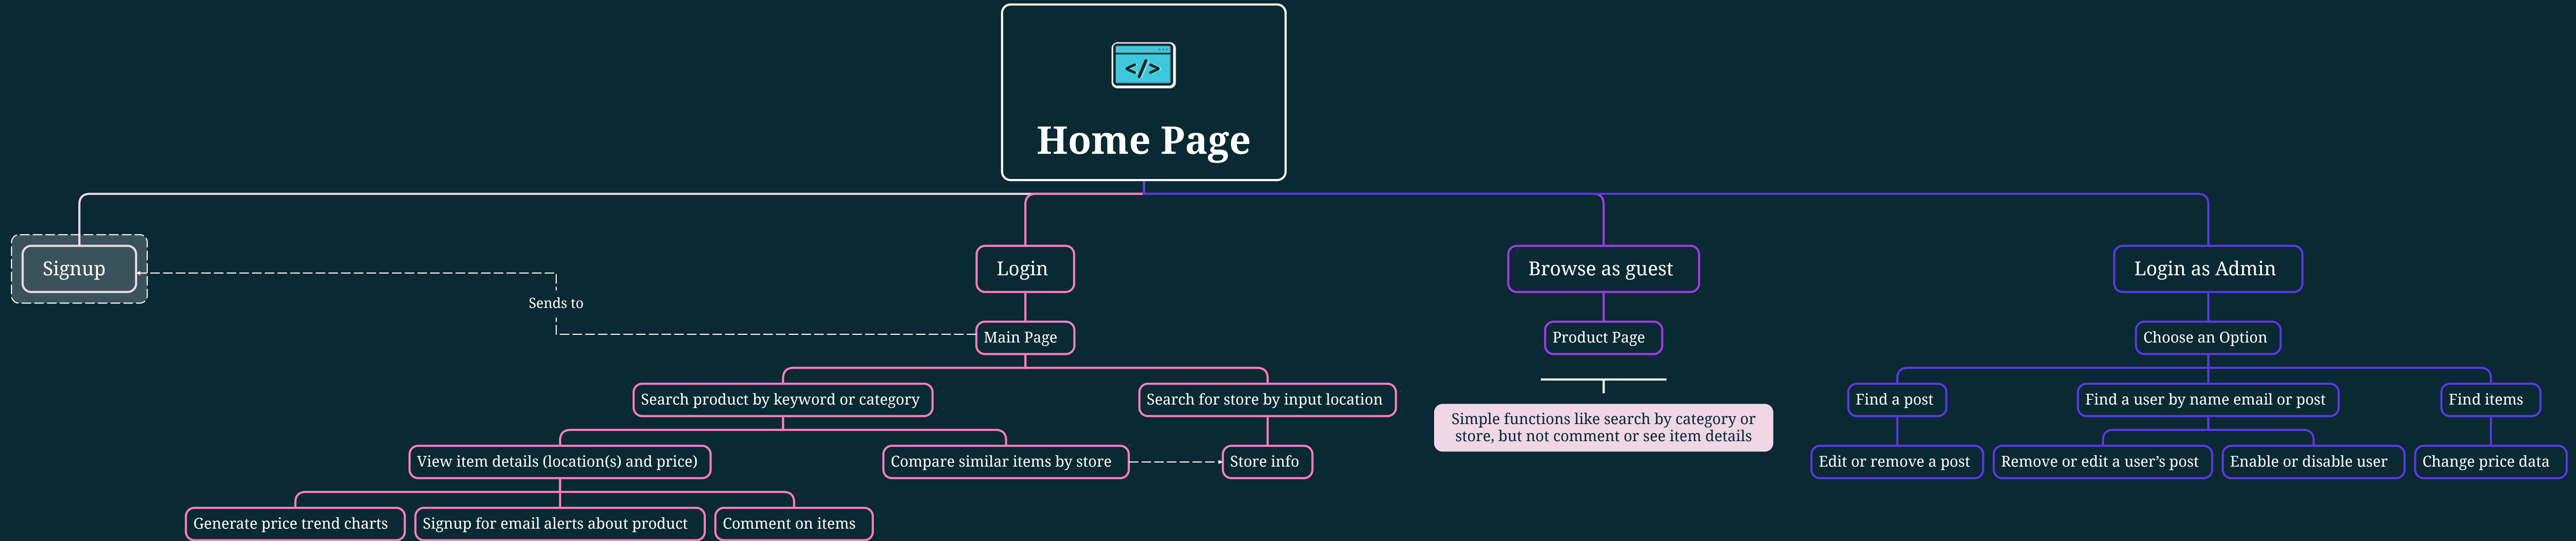 </>
Home Page
Signup
Login
Browse as guest
Login as Admin
Sends to
Main Page
Product Page
Choose an Option
Search product by keyword or category
Search for store by input location
Simple functions like search by category or
store, but not comment or see item details
Find a post
Find a user by name email or post
Find items
View item details (location(s) and price)
Compare similar items by store
Store info
Edit or remove a post
Remove or edit a user’s post
Enable or disable user
Change price data
Generate price trend charts
Signup for email alerts about product
Comment on items